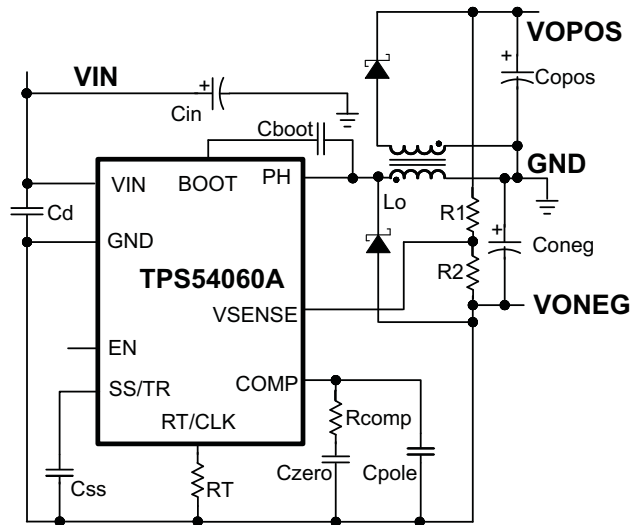 VOPOS
VIN
Copos
Cin
Cboot
GND
VIN
BOOT
PH
Lo
R1
Cd
GND
Coneg
TPS54060A
R2
VSENSE
VONEG
EN
COMP
SS/TR
RT/CLK
Rcomp
Czero
Cpole
Css
RT